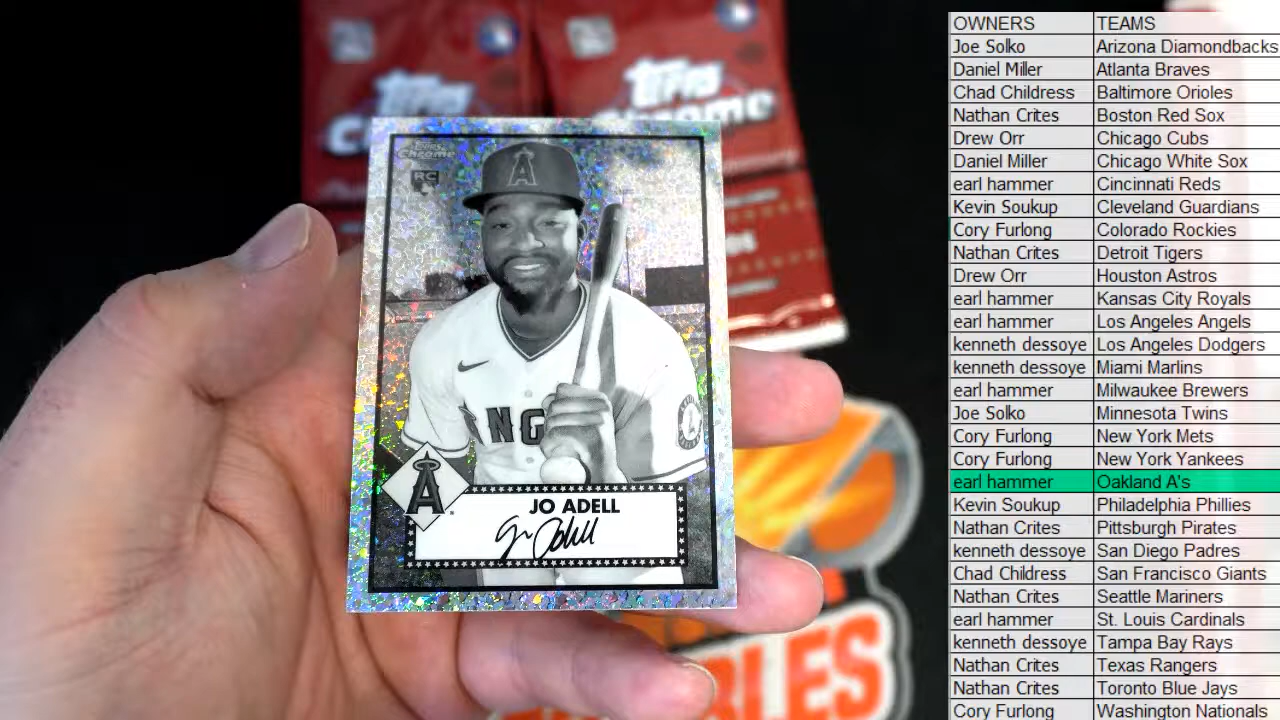 Topps
Chrome
Topps
Chrome
RC
A
ANG
A
JO ADELL
Jo Adell
BLES
OWNERS TEAMS
Joe Solko Arizona Diamondbacks
Daniel Miller Atlanta Braves
Chad Childress Baltimore Orioles
Nathan Crites Boston Red Sox
Drew Orr Chicago Cubs
Daniel Miller Chicago White Sox
earl hammer Cincinnati Reds
Kevin Soukup Cleveland Guardians
Cory Furlong Colorado Rockies
Nathan Crites Detroit Tigers
Drew Orr Houston Astros
earl hammer Kansas City Royals
earl hammer Los Angeles Angels
kenneth dessoye Los Angeles Dodgers
kenneth dessoye Miami Marlins
earl hammer Milwaukee Brewers
Joe Solko Minnesota Twins
Cory Furlong New York Mets
Cory Furlong New York Yankees
earl hammer Oakland A's
Kevin Soukup Philadelphia Phillies
Nathan Crites Pittsburgh Pirates
kenneth dessoye San Diego Padres
Chad Childress San Francisco Giants
Nathan Crites Seattle Mariners
earl hammer St. Louis Cardinals
kenneth dessoye Tampa Bay Rays
Nathan Crites Texas Rangers
Nathan Crites Toronto Blue Jays
Cory Furlong Washington Nationals